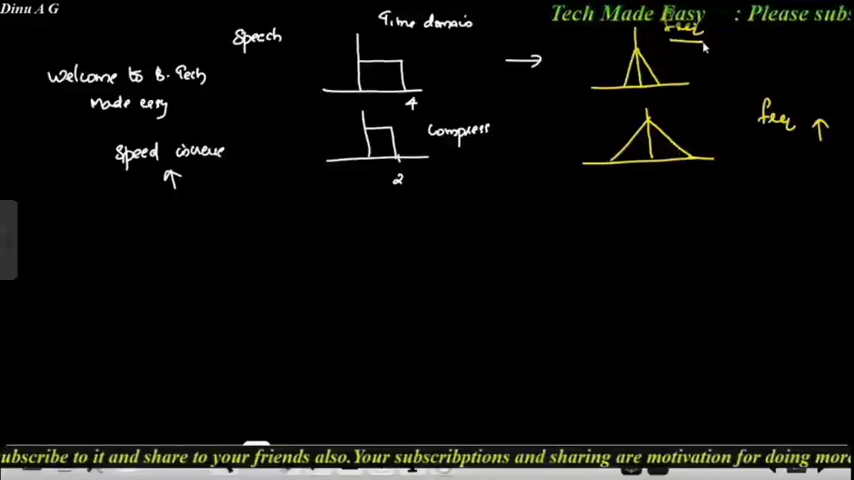 Dinu A G
Tech Made Easy : Please subs
Speech
Time domain
freq
Welcome to B. Tech
made easy
4
freq ↑
compress
Speed increase
↑
2
subscribe to it and share to your friends also.Your subscribptions and sharing are motivation for doing more